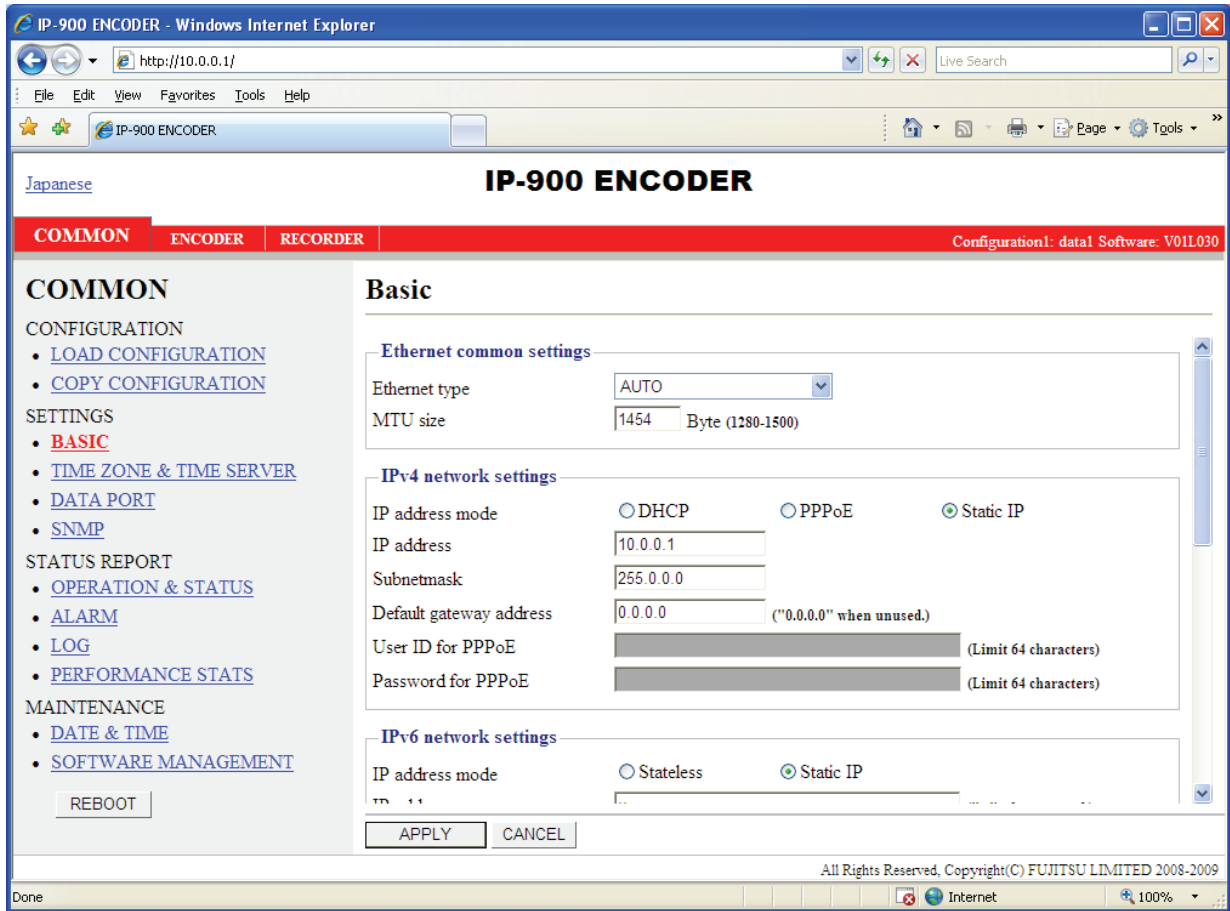 IP-900 ENCODER - Windows Internet Explorer
http://10.0.0.1/
Live Search
File Edit View Favorites Tools Help
IP-900 ENCODER
Page Tools »
Japanese
IP-900 ENCODER
COMMON ENCODER RECORDER
Configuration1: data1 Software: V01L030
COMMON
CONFIGURATION
• LOAD CONFIGURATION
• COPY CONFIGURATION
SETTINGS
• BASIC
• TIME ZONE & TIME SERVER
• DATA PORT
• SNMP
STATUS REPORT
• OPERATION & STATUS
• ALARM
• LOG
• PERFORMANCE STATS
MAINTENANCE
• DATE & TIME
• SOFTWARE MANAGEMENT
REBOOT
Basic
Ethernet common settings
Ethernet type AUTO
MTU size 1454 Byte (1280-1500)
IPv4 network settings
IP address mode DHCP PPPoE Static IP
IP address 10.0.0.1
Subnetmask 255.0.0.0
Default gateway address 0.0.0.0 ("0.0.0.0" when unused.)
User ID for PPPoE (Limit 64 characters)
Password for PPPoE (Limit 64 characters)
IPv6 network settings
IP address mode Stateless Static IP
APPLY CANCEL
All Rights Reserved, Copyright(C) FUJITSU LIMITED 2008-2009
Done Internet 100%